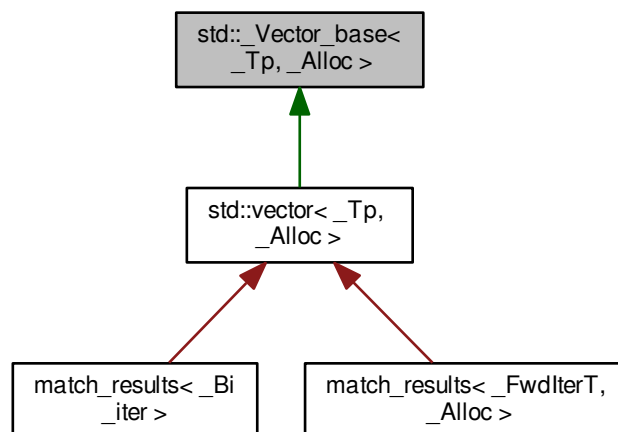 std::_Vector_base<
_Tp, _Alloc >
std::vector< _Tp,
_Alloc >
match_results< _Bi
_iter >
match_results< _FwdIterT,
_Alloc >